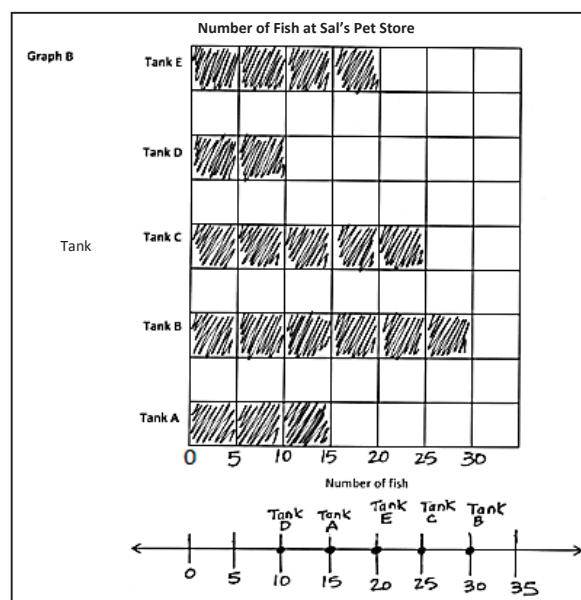 Number of Fish at Sal's Pet Store
Graph B
Tank E
Tank D
Tank
Tank C
Tank B
Tank A
0 5 10 15 20 25 30
Number of fish
Tank D Tank A Tank E Tank C Tank B
0 5 10 15 20 25 30 35